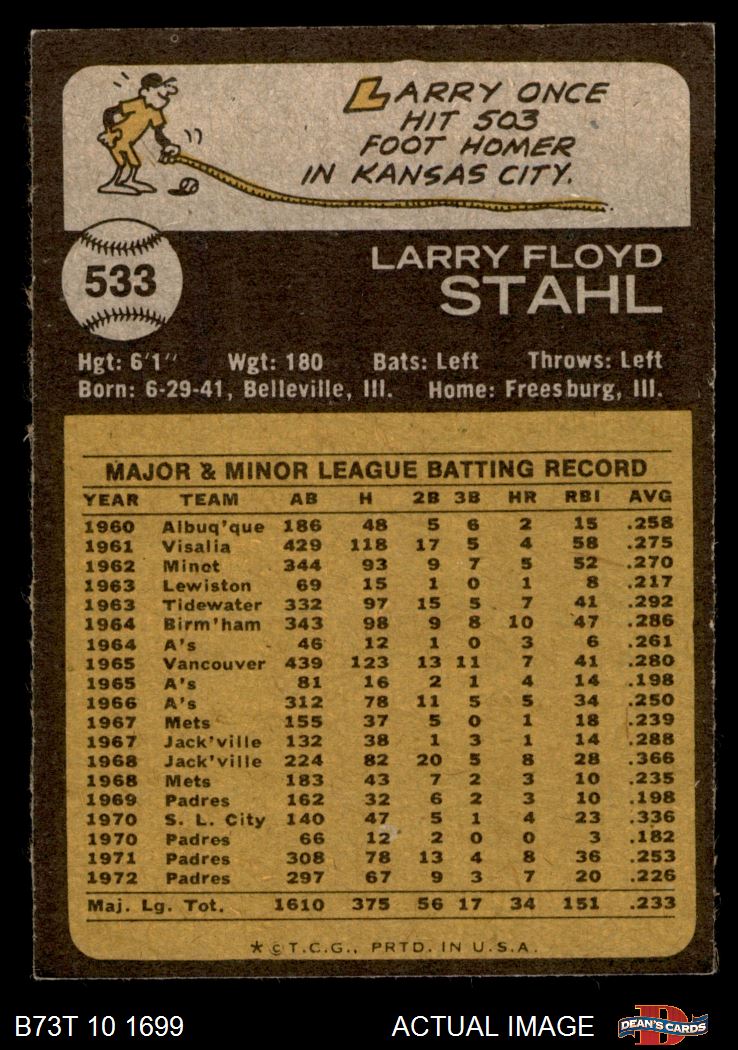 LARRY ONCE
HIT 503
FOOT HOMER
IN KANSAS CITY.
533
LARRY FLOYD
STAHL
Hgt: 6'1" Wgt: 180 Bats: Left Throws: Left
Born: 6-29-41, Belleville, Ill. Home: Freesburg, Ill.
MAJOR & MINOR LEAGUE BATTING RECORD
YEAR TEAM AB H 2B 3B HR RBI AVG
1960 Albuq'que 186 48 5 6 2 15 .258
1961 Visalia 429 118 17 5 4 58 .275
1962 Minot 344 93 9 7 5 52 .270
1963 Lewiston 69 15 1 0 1 8 .217
1963 Tidewater 332 97 15 5 7 41 .292
1964 Birm'ham 343 98 9 8 10 47 .286
1964 A's 46 12 1 0 3 6 .261
1965 Vancouver 439 123 13 11 7 41 .280
1965 A's 81 16 2 1 4 14 .198
1966 A's 312 78 11 5 5 34 .250
1967 Mets 155 37 5 0 1 18 .239
1967 Jack'ville 132 38 1 3 1 14 .288
1968 Jack'ville 224 82 20 5 8 28 .366
1968 Mets 183 43 7 2 3 10 .235
1969 Padres 162 32 6 2 3 10 .198
1970 S. L. City 140 47 5 1 4 23 .336
1970 Padres 66 12 2 0 0 3 .182
1971 Padres 308 78 13 4 8 36 .253
1972 Padres 297 67 9 3 7 20 .226
Maj. Lg. Tot. 1610 375 56 17 34 151 .233
* © T.C.G., PRTD. IN U.S.A.
B73T 10 1699 ACTUAL IMAGE DEAN'S CARDS